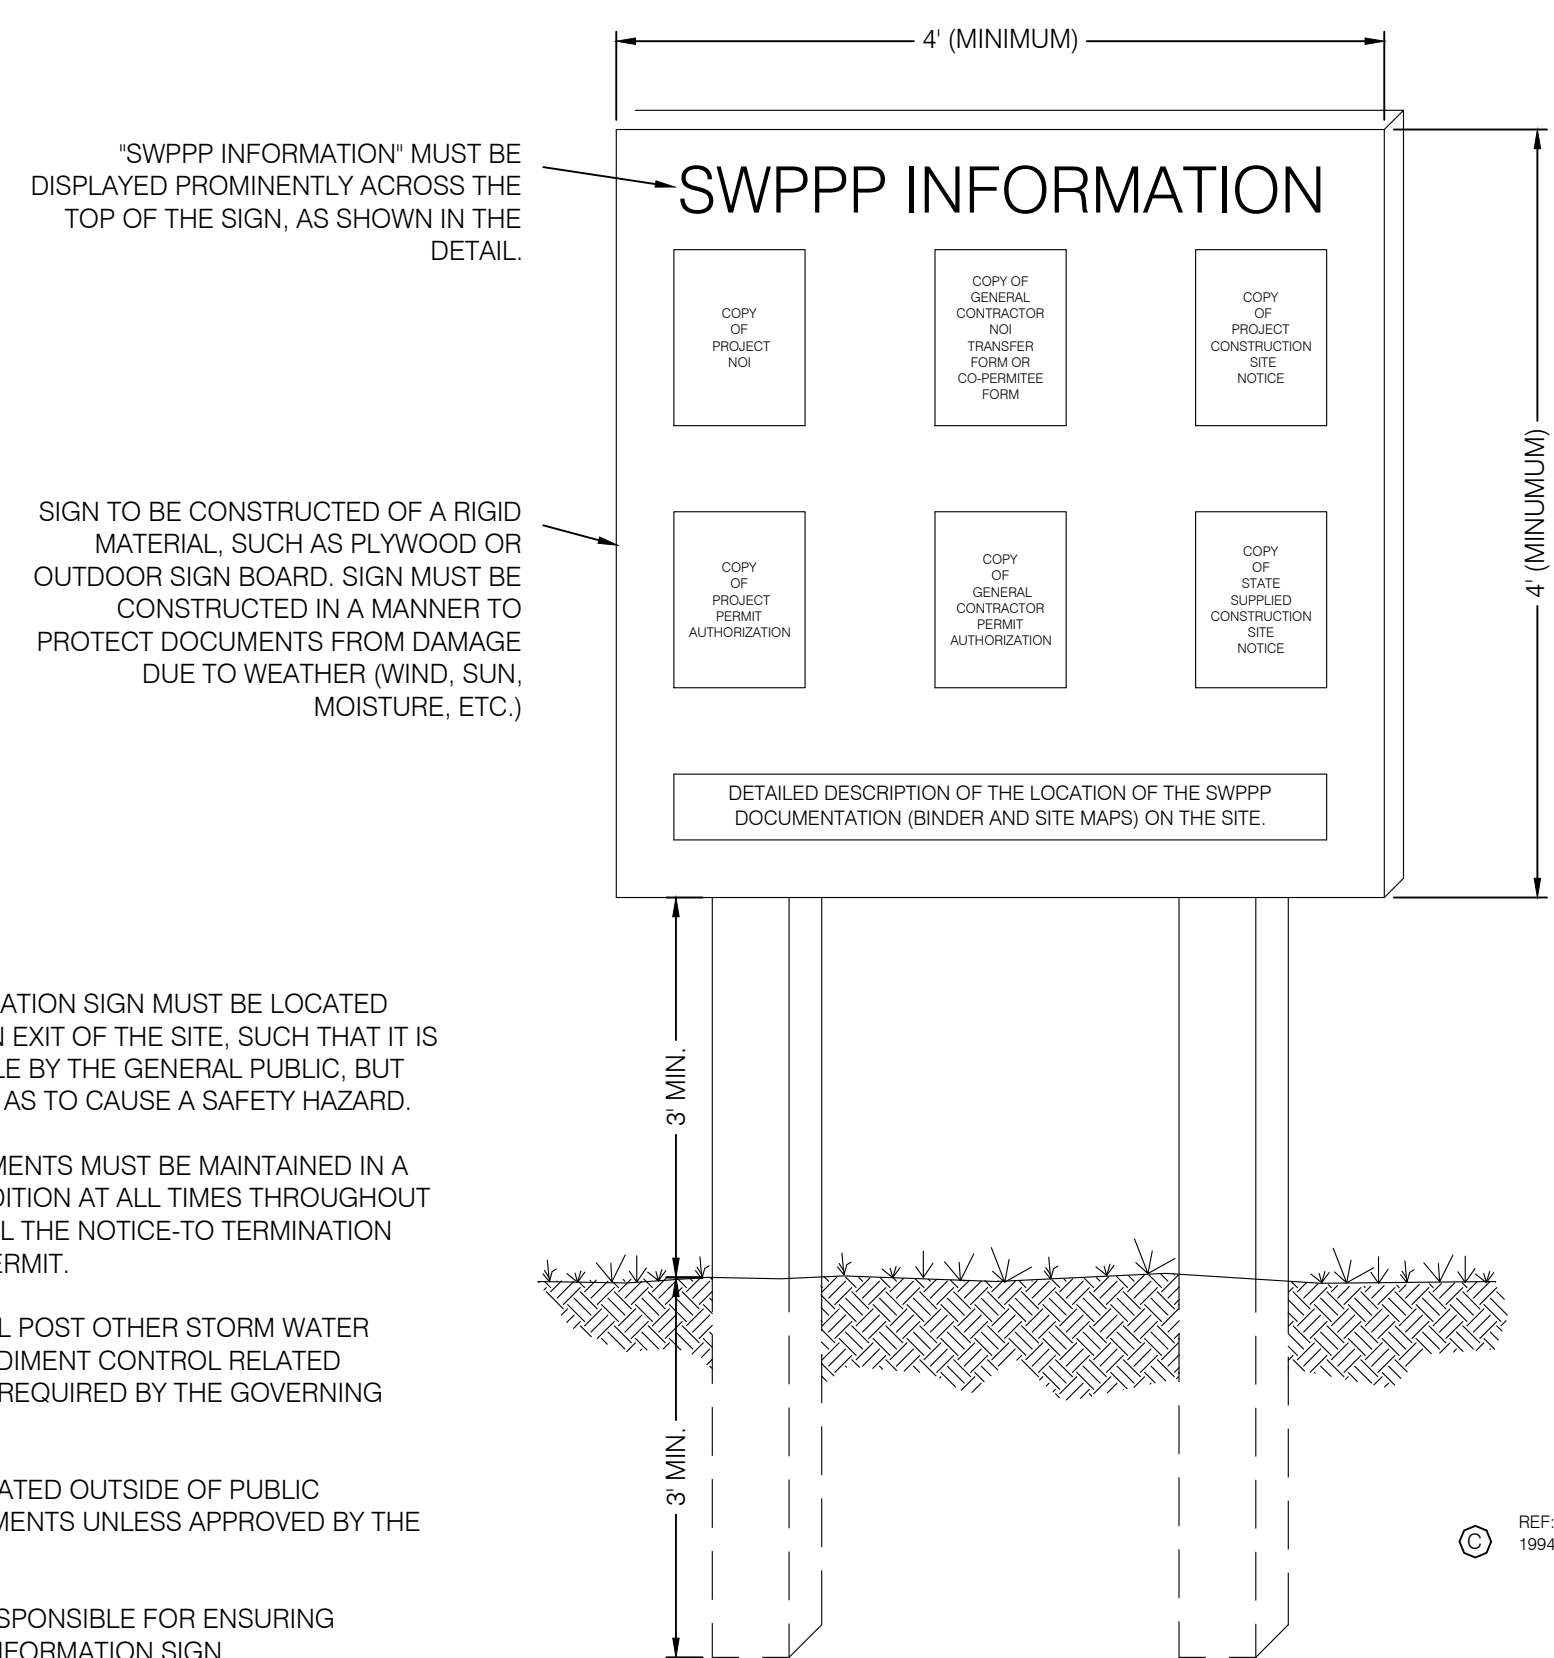 4' (MINIMUM)
"SWPPP INFORMATION" MUST BE
DISPLAYED PROMINENTLY ACROSS THE
TOP OF THE SIGN, AS SHOWN IN THE
DETAIL.
SWPPP INFORMATION
COPY
OF
PROJECT
NOI
COPY OF
GENERAL
CONTRACTOR
NOI
TRANSFER
FORM OR
CO-PERMITEE
FORM
COPY
OF
PROJECT
CONSTRUCTION
SITE
NOTICE
4' (MINUMUM)
SIGN TO BE CONSTRUCTED OF A RIGID
MATERIAL, SUCH AS PLYWOOD OR
OUTDOOR SIGN BOARD. SIGN MUST BE
CONSTRUCTED IN A MANNER TO
PROTECT DOCUMENTS FROM DAMAGE
DUE TO WEATHER (WIND, SUN,
MOISTURE, ETC.)
COPY
OF
PROJECT
PERMIT
AUTHORIZATION
COPY
OF
GENERAL
CONTRACTOR
PERMIT
AUTHORIZATION
COPY
OF
STATE
SUPPLIED
CONSTRUCTION
SITE
NOTICE
DETAILED DESCRIPTION OF THE LOCATION OF THE SWPPP
DOCUMENTATION (BINDER AND SITE MAPS) ON THE SITE.
ATION SIGN MUST BE LOCATED
N EXIT OF THE SITE, SUCH THAT IT IS
LE BY THE GENERAL PUBLIC, BUT
AS TO CAUSE A SAFETY HAZARD.
MENTS MUST BE MAINTAINED IN A
DITION AT ALL TIMES THROUGHOUT
L THE NOTICE-TO TERMINATION
ERMIT.
L POST OTHER STORM WATER
DIMENT CONTROL RELATED
REQUIRED BY THE GOVERNING
ATED OUTSIDE OF PUBLIC
MENTS UNLESS APPROVED BY THE
SPONSIBLE FOR ENSURING
NFORMATION SIGN
3' MIN.
3' MIN.
C
REF:
1994